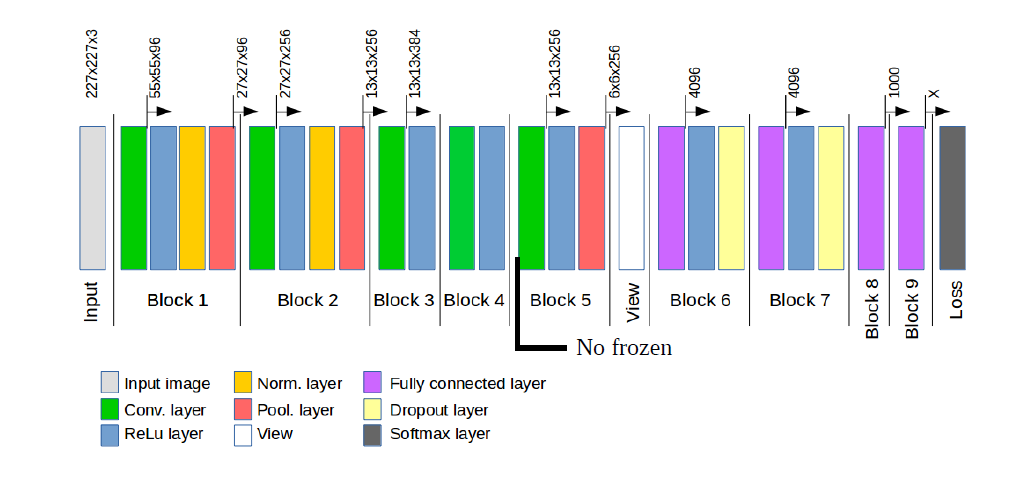 227x227x3
55x55x96
27x27x96
27x27x256
13x13x256
13x13x384
13x13x256
6x6x256
4096
4096
1000
X
Input
Block 1
Block 2
Block 3
Block 4
Block 5
View
Block 6
Block 7
Block 8
Block 9
Loss
No frozen
Input image
Norm. layer
Fully connected layer
Conv. layer
Pool. layer
Dropout layer
ReLu layer
View
Softmax layer